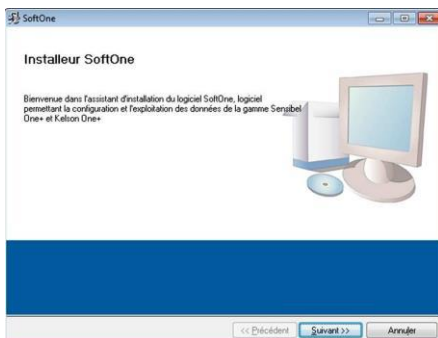 SoftOne
Installeur SoftOne
Bienvenue dans l'assistant d'installation du logiciel SoftOne, logiciel
permettant la configuration et l'exploitation des données de la gamme Sensibel
One+ et Kelson One+
<< Précédent
Suivant >>
Annuler